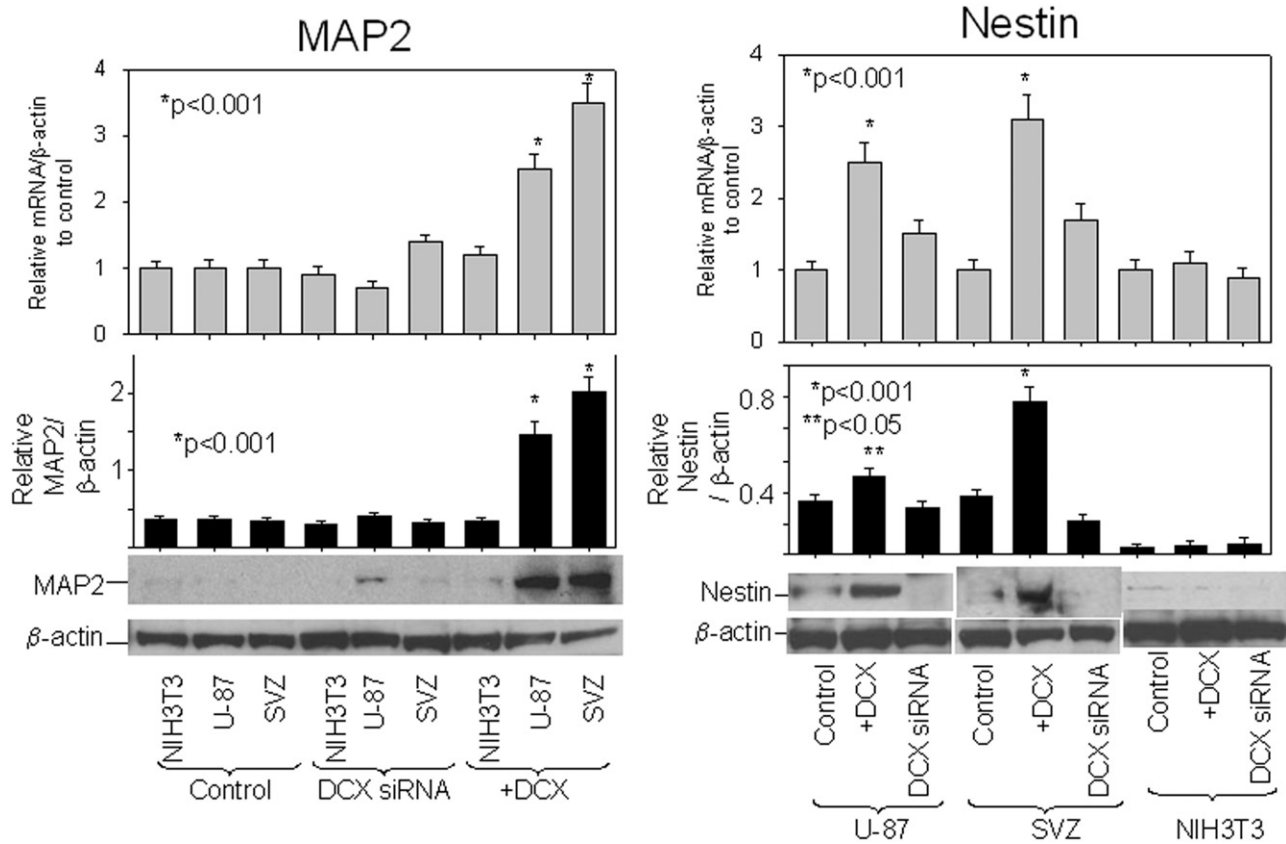 MAP2
Relative mRNA/β-actin
to control
4
3
2
1
0
*p<0.001
*
*
Relative
MAP2/
β-actin
2
1
*p<0.001
*
*
MAP2
β-actin
NIH3T3
U-87
SVZ
NIH3T3
U-87
SVZ
NIH3T3
U-87
SVZ
Control
DCX siRNA
+DCX
Nestin
Relative mRNA/β-actin
to control
4
3
2
1
0
*p<0.001
*
*
Relative
Nestin
/ β-actin
0.8
0.4
*p<0.001
**p<0.05
**
*
Nestin
β-actin
Control
+DCX
DCX siRNA
Control
+DCX
DCX siRNA
Control
+DCX
DCX siRNA
U-87
SVZ
NIH3T3